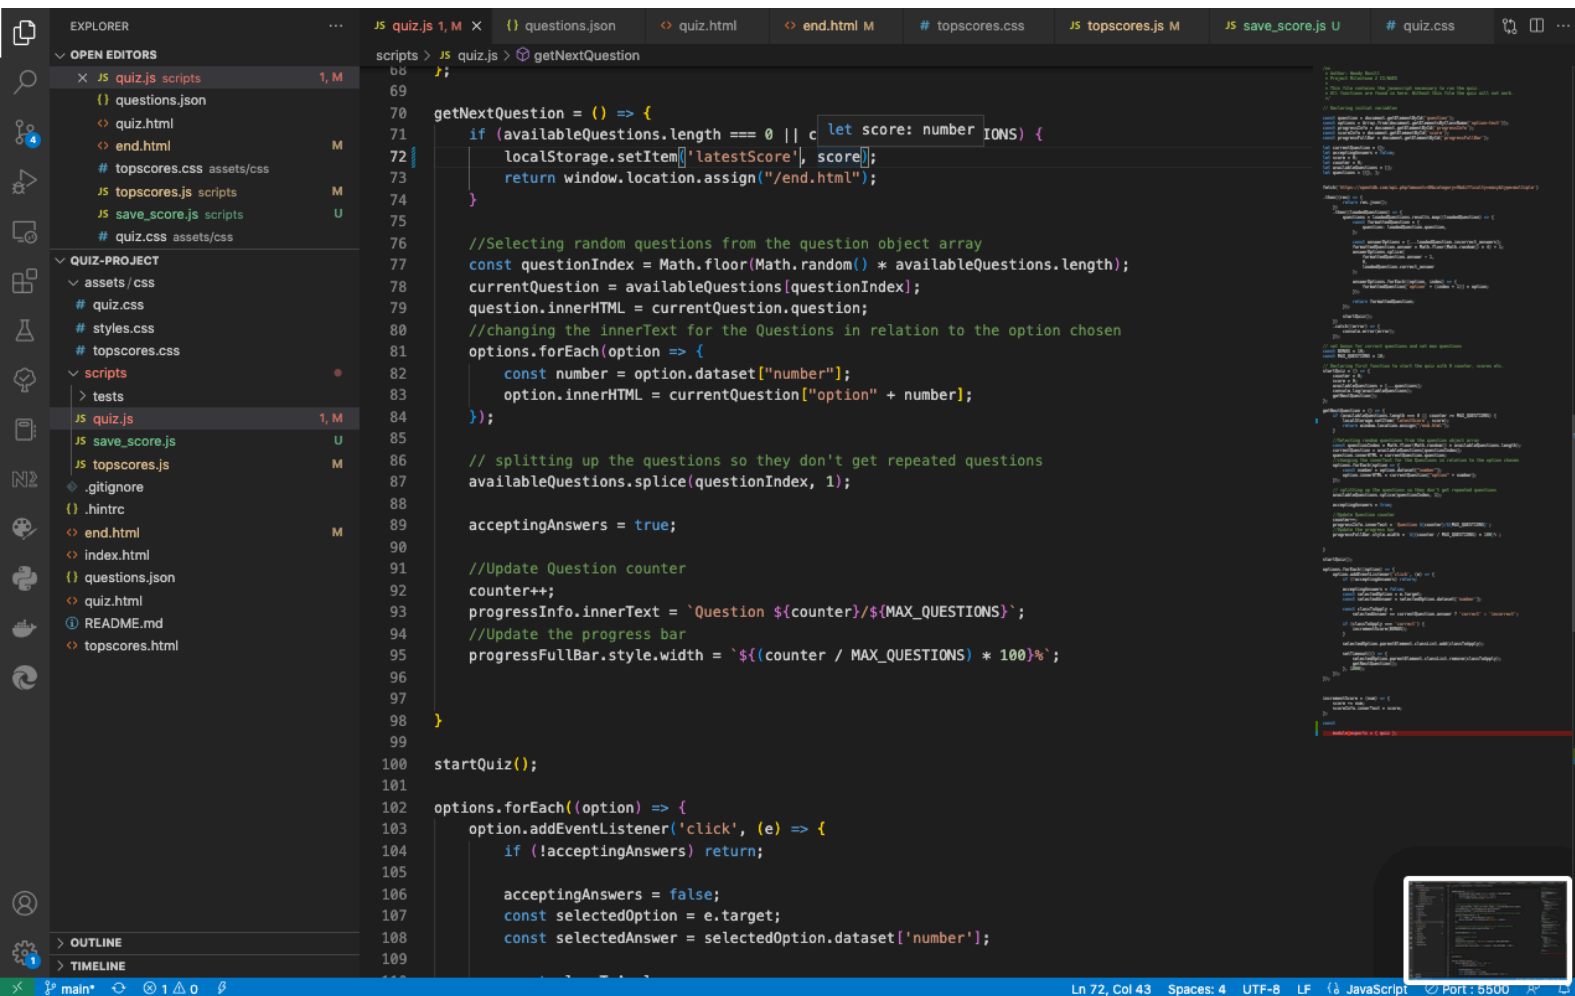 EXPLORER
OPEN EDITORS
JS quiz.js scripts 1, M
{} questions.json
<> quiz.html
<> end.html M
# topscores.css assets/css
JS topscores.js scripts M
JS save_score.js scripts U
# quiz.css assets/css
QUIZ-PROJECT
assets/css
# quiz.css
# styles.css
# topscores.css
scripts
tests
JS quiz.js 1, M
JS save_score.js U
JS topscores.js M
.gitignore
{} .hintrc
<> end.html M
<> index.html
{} questions.json
<> quiz.html
README.md
<> topscores.html
OUTLINE
TIMELINE
4
1
JS quiz.js 1, M
{} questions.json
<> quiz.html
<> end.html M
# topscores.css
JS topscores.js M
JS save_score.js U
# quiz.css
scripts > JS quiz.js > getNextQuestion
68 };
69
70 getNextQuestion = () => {
71 if (availableQuestions.length === 0 || c IONS) {
let score: number
72 localStorage.setItem('latestScore', score);
73 return window.location.assign("/end.html");
74 }
75
76 //Selecting random questions from the question object array
77 const questionIndex = Math.floor(Math.random() * availableQuestions.length);
78 currentQuestion = availableQuestions[questionIndex];
79 question.innerHTML = currentQuestion.question;
80 //changing the innerText for the Questions in relation to the option chosen
81 options.forEach(option => {
82 const number = option.dataset["number"];
83 option.innerHTML = currentQuestion["option" + number];
84 });
85
86 // splitting up the questions so they don't get repeated questions
87 availableQuestions.splice(questionIndex, 1);
88
89 acceptingAnswers = true;
90
91 //Update Question counter
92 counter++;
93 progressInfo.innerText = `Question ${counter}/${MAX_QUESTIONS}`;
94 //Update the progress bar
95 progressFullBar.style.width = `${(counter / MAX_QUESTIONS) * 100}%`;
96
97
98 }
99
100 startQuiz();
101
102 options.forEach((option) => {
103 option.addEventListener('click', (e) => {
104 if (!acceptingAnswers) return;
105
106 acceptingAnswers = false;
107 const selectedOption = e.target;
108 const selectedAnswer = selectedOption.dataset['number'];
109
main* 1 0
Ln 72, Col 43 Spaces: 4 UTF-8 LF JavaScript Port : 5500